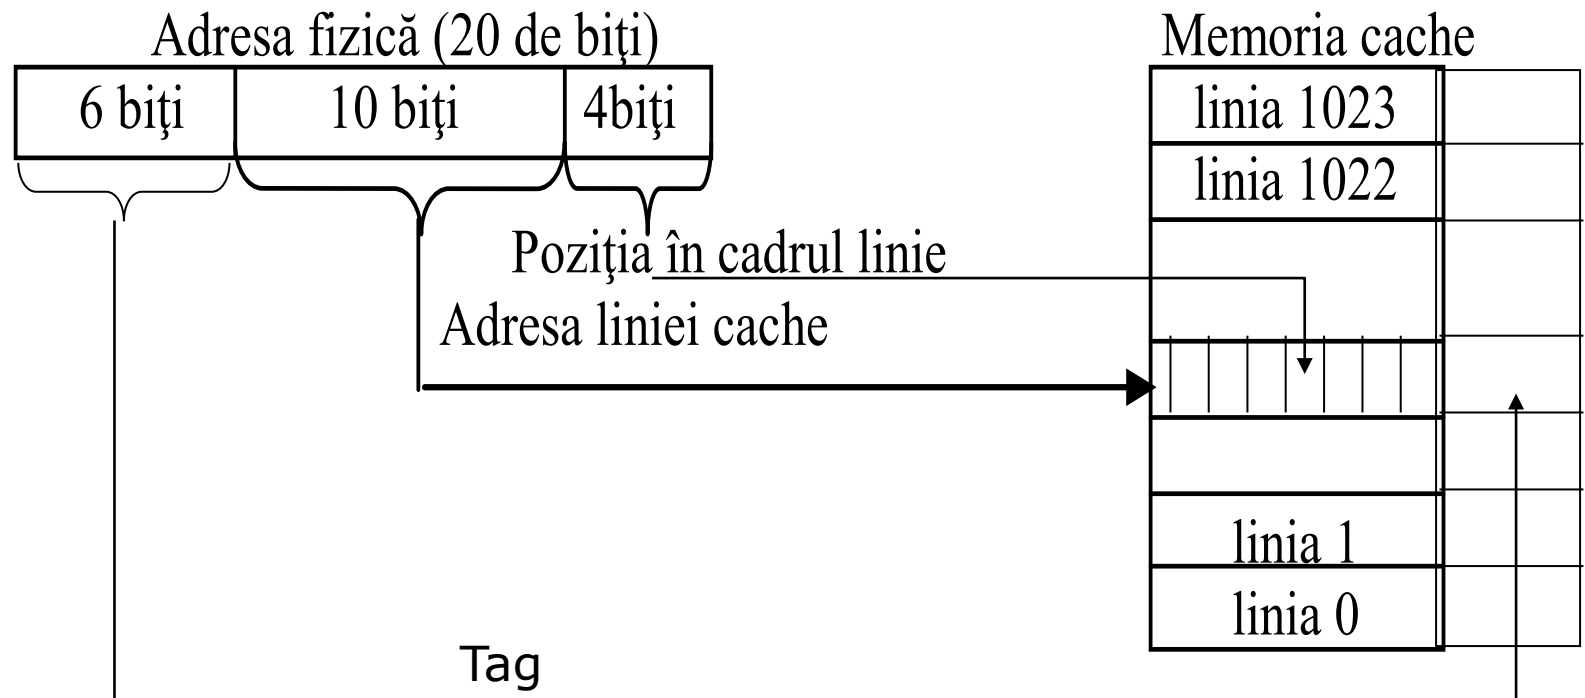 Adresa fizică (20 de biţi)
6 biţi 10 biţi 4biţi
Poziţia în cadrul linie
Adresa liniei cache
Tag
Memoria cache
linia 1023
linia 1022
linia 1
linia 0